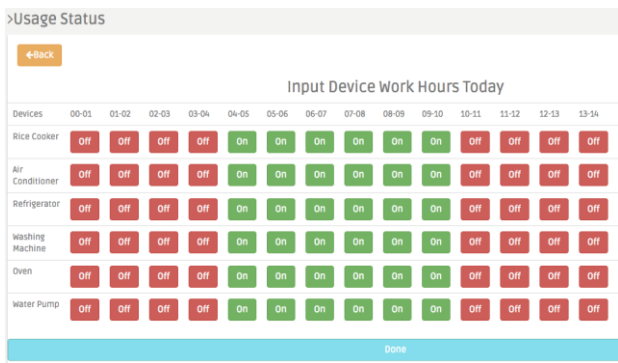 >Usage Status
←Back
Input Device Work Hours Today
Devices 00-01 01-02 02-03 03-04 04-05 05-06 06-07 07-08 08-09 09-10 10-11 11-12 12-13 13-14
Rice Cooker Off Off Off Off On On On On On On Off Off Off Off
Air
Conditioner Off Off Off Off On On On On On On Off Off Off Off
Refrigerator Off Off Off Off On On On On On On Off Off Off Off
Washing
Machine Off Off Off Off On On On On On On Off Off Off Off
Oven Off Off Off Off On On On On On On Off Off Off Off
Water Pump Off Off Off Off On On On On On On Off Off Off Off
Done